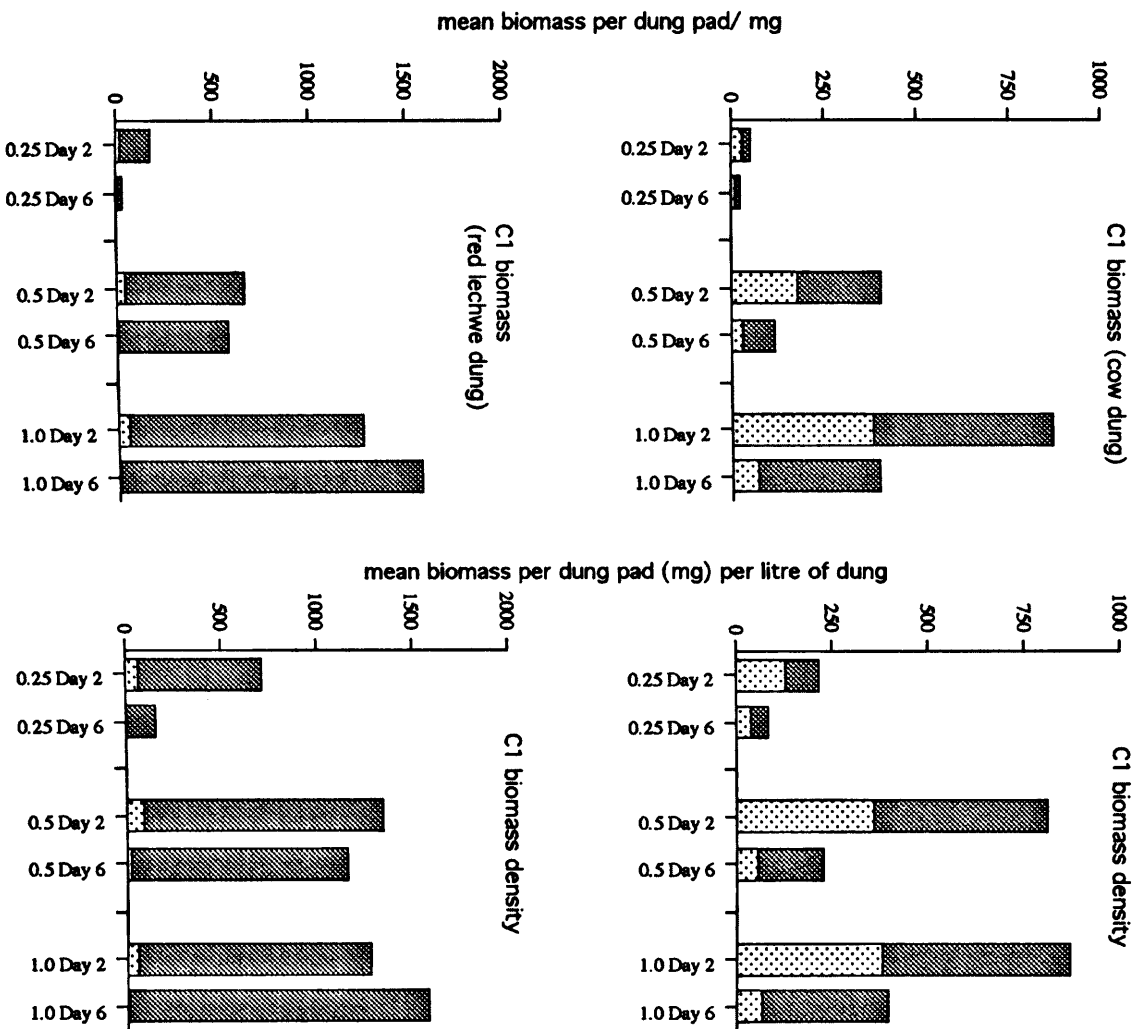 mean biomass per dung pad/ mg
0
250
500
750
1000
C1 biomass (cow dung)
0.25 Day 2
0.25 Day 6
0.5 Day 2
0.5 Day 6
1.0 Day 2
1.0 Day 6
0
500
1000
1500
2000
C1 biomass
(red lechwe dung)
0.25 Day 2
0.25 Day 6
0.5 Day 2
0.5 Day 6
1.0 Day 2
1.0 Day 6
mean biomass per dung pad (mg) per litre of dung
0
250
500
750
1000
C1 biomass density
0.25 Day 2
0.25 Day 6
0.5 Day 2
0.5 Day 6
1.0 Day 2
1.0 Day 6
0
500
1000
1500
2000
C1 biomass density
0.25 Day 2
0.25 Day 6
0.5 Day 2
0.5 Day 6
1.0 Day 2
1.0 Day 6